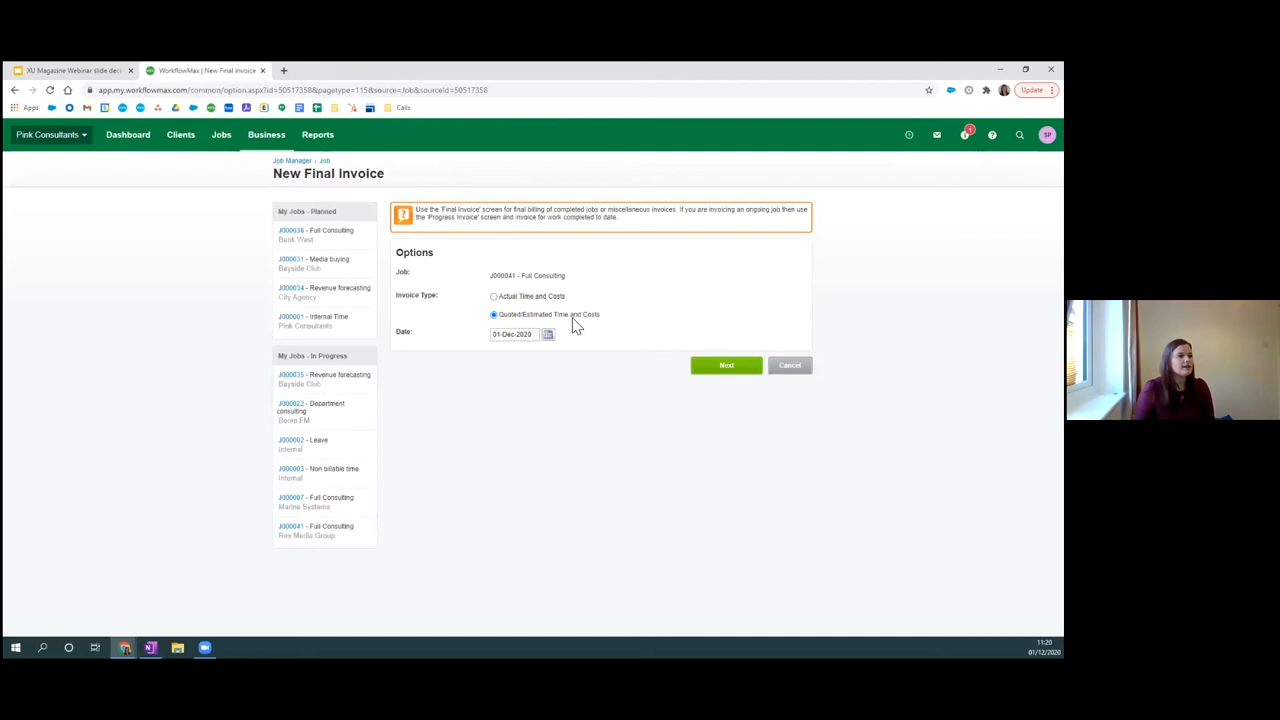 XU Magazine Webinar slide dec
WorkflowMax | New Final Invoice
app.my.workflowmax.com/common/option.aspx?id=50517358&pagetype=115&source=Job&sourceId=50517358
Update
Apps
Calls
Pink Consultants
Dashboard
Clients
Jobs
Business
Reports
1
SP
Job Manager › Job
New Final Invoice
My Jobs - Planned
J000038 - Full Consulting
Bank West
J000031 - Media buying
Bayside Club
J000034 - Revenue forecasting
City Agency
J000001 - Internal Time
Pink Consultants
My Jobs - In Progress
J000035 - Revenue forecasting
Bayside Club
J000022 - Department
consulting
Boom FM
J000002 - Leave
Internal
J000003 - Non billable time
Internal
J000007 - Full Consulting
Marine Systems
J000041 - Full Consulting
Rex Media Group
Use the 'Final Invoice' screen for final billing of completed jobs or miscellaneous invoices. If you are invoicing an ongoing job then use
the 'Progress Invoice' screen and invoice for work completed to date.
Options
Job:
J000041 - Full Consulting
Invoice Type:
Actual Time and Costs
Quoted/Estimated Time and Costs
Date:
01-Dec-2020
Next
Cancel
11:20
01/12/2020